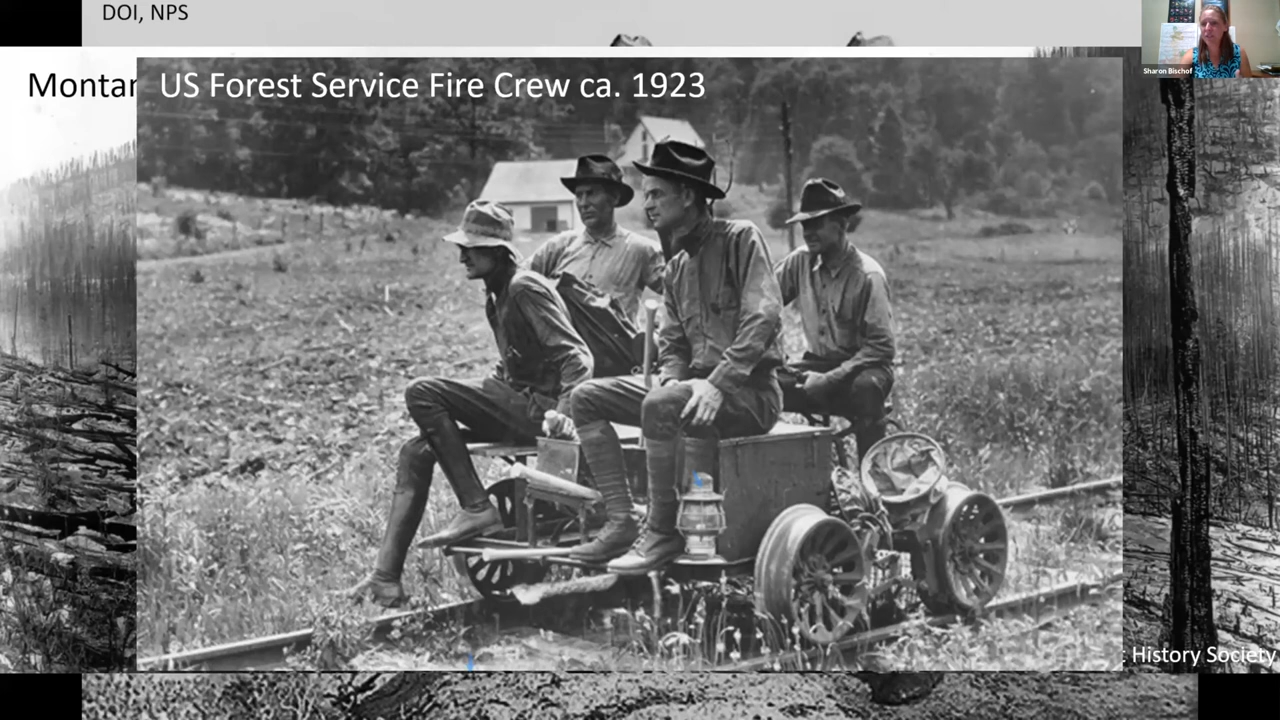 DOI, NPS
Sharon Bischof
Montar
US Forest Service Fire Crew ca. 1923
History Society